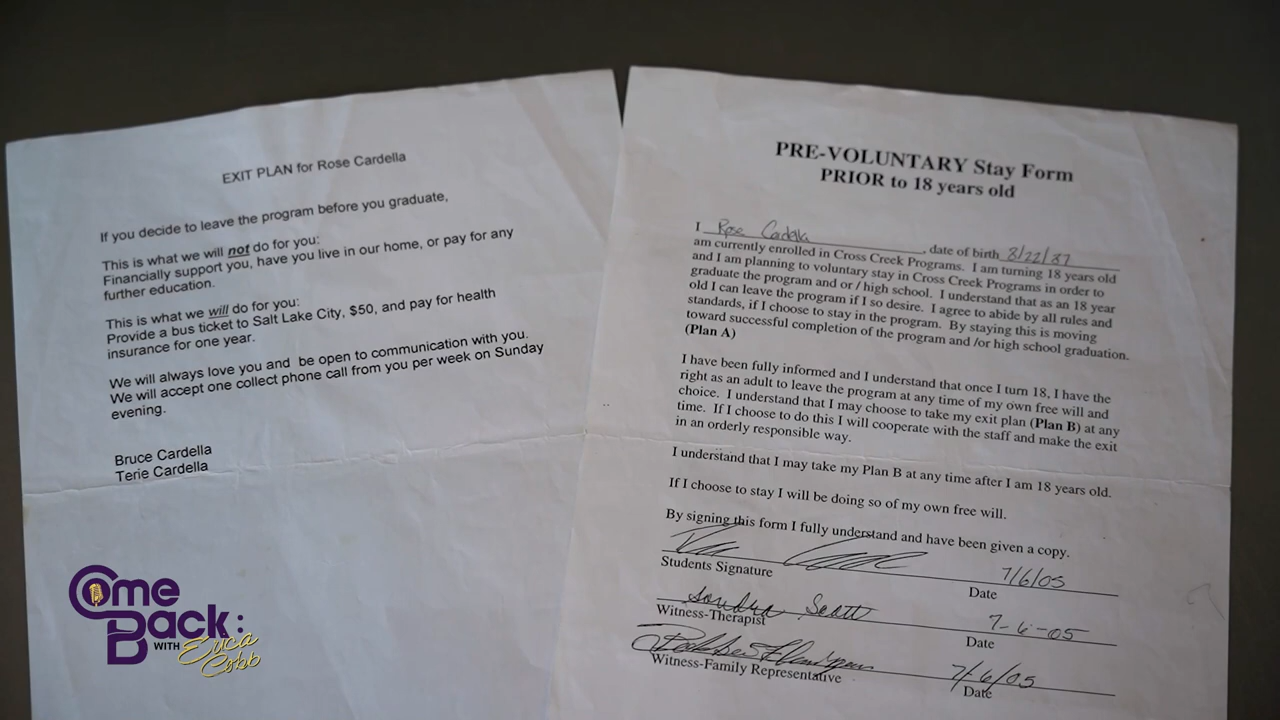 EXIT PLAN for Rose Cardella
If you decide to leave the program before you graduate,
This is what we will not do for you:
Financially support you, have you live in our home, or pay for any
further education.
This is what we will do for you:
Provide a bus ticket to Salt Lake City, $50, and pay for health
insurance for one year.
We will always love you and be open to communication with you.
We will accept one collect phone call from you per week on Sunday
evening.
Bruce Cardella
Terie Cardella
PRE-VOLUNTARY Stay Form
PRIOR to 18 years old
I Rose Cardella, date of birth 8/22/87
am currently enrolled in Cross Creek Programs. I am turning 18 years old
and I am planning to voluntary stay in Cross Creek Programs in order to
graduate the program and or / high school. I understand that as an 18 year
old I can leave the program if I so desire. I agree to abide by all rules and
standards, if I choose to stay in the program. By staying this is moving
toward successful completion of the program and /or high school graduation.
(Plan A)
I have been fully informed and I understand that once I turn 18, I have the
right as an adult to leave the program at any time of my own free will and
choice. I understand that I may choose to take my exit plan (Plan B) at any
time. If I choose to do this I will cooperate with the staff and make the exit
in an orderly responsible way.
I understand that I may take my Plan B at any time after I am 18 years old.
If I choose to stay I will be doing so of my own free will.
By signing this form I fully understand and have been given a copy.
7/6/05
Students Signature Date
Sondra Scott 7-6-05
Witness-Therapist Date
7/6/05
Witness-Family Representative Date
Come
Back:
WITH Erica
Cobb